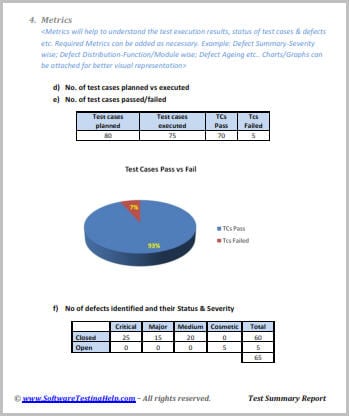 4. Metrics
<Metrics will help to understand the test execution results, status of test cases & defects
etc. Required Metrics can be added as necessary. Example: Defect Summary-Severity
wise; Defect Distribution-Function/Module wise; Defect Ageing etc.. Charts/Graphs can
be attached for better visual representation>
d) No. of test cases planned vs executed
e) No. of test cases passed/failed
Test cases planned Test cases executed TCs Pass Tcs Failed
80 75 70 5
Test Cases Pass vs Fail
7%
93%
TCs Pass
Tcs Failed
f) No of defects identified and their Status & Severity
Critical Major Medium Cosmetic Total
Closed 25 15 20 0 60
Open 0 0 0 5 5
65
© www.SoftwareTestingHelp.com – All rights reserved. Test Summary Report